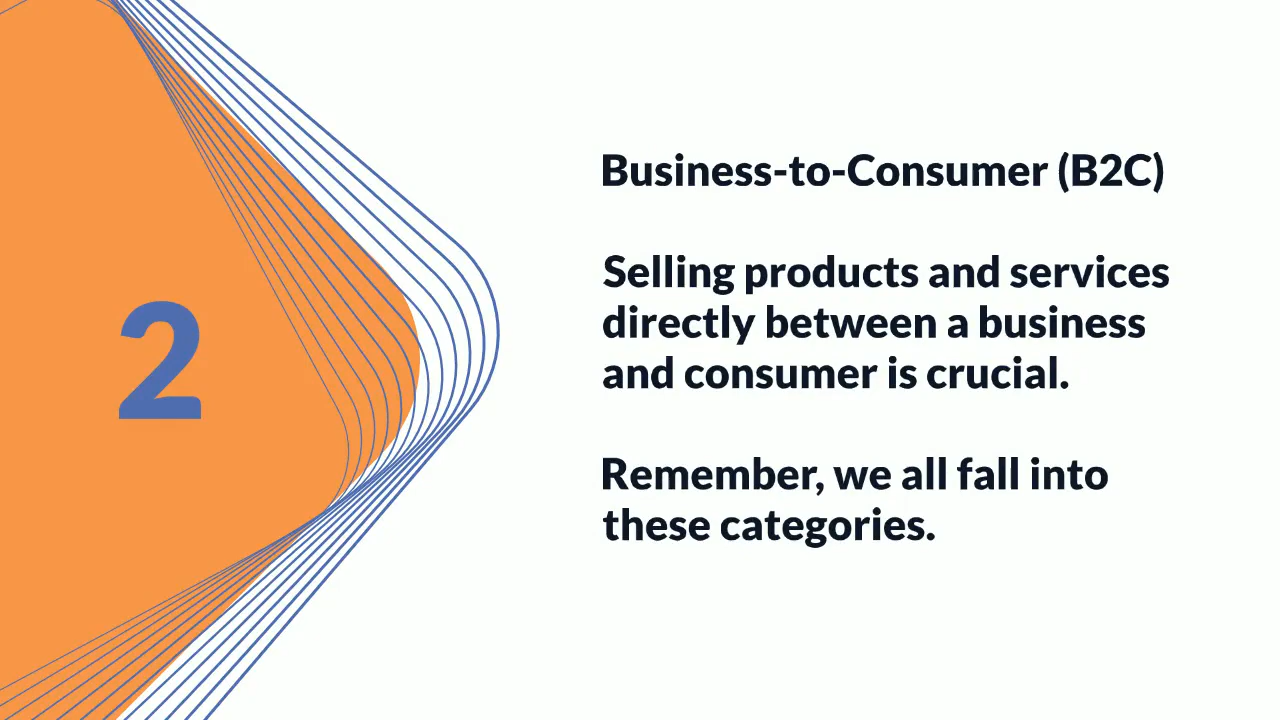 2
Business-to-Consumer (B2C)
Selling products and services
directly between a business
and consumer is crucial.
Remember, we all fall into
these categories.